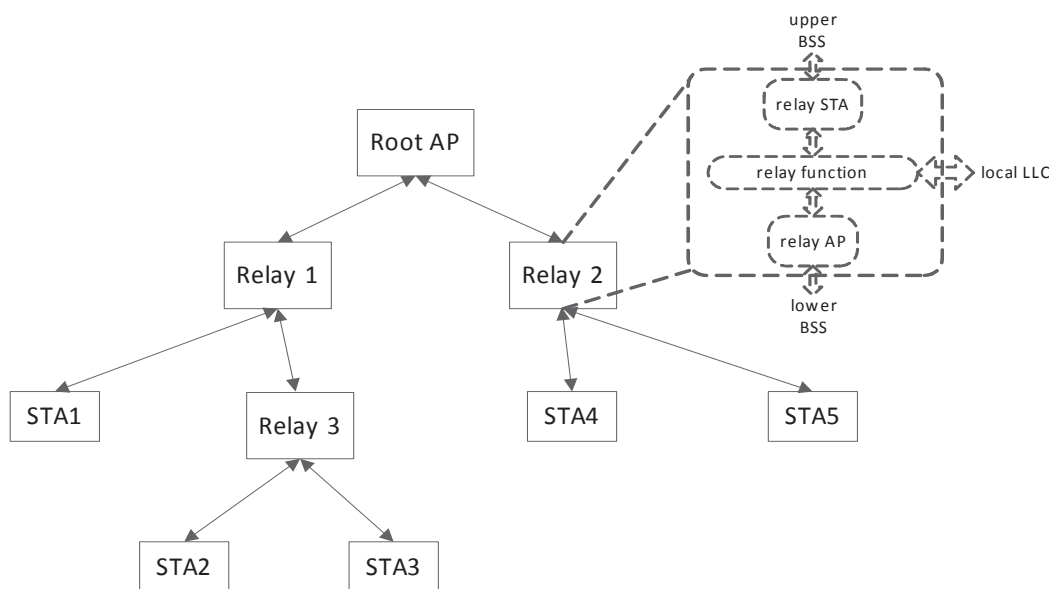 upper
BSS
relay STA
Root AP
relay function
local LLC
relay AP
Relay 1
Relay 2
lower
BSS
STA1
Relay 3
STA4
STA5
STA2
STA3